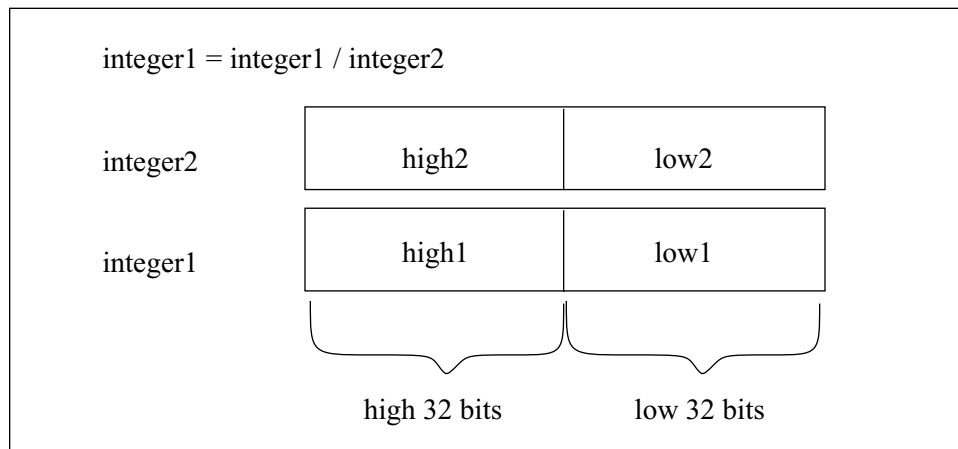 integer1 = integer1 / integer2
integer2 high2 low2
integer1 high1 low1
high 32 bits low 32 bits